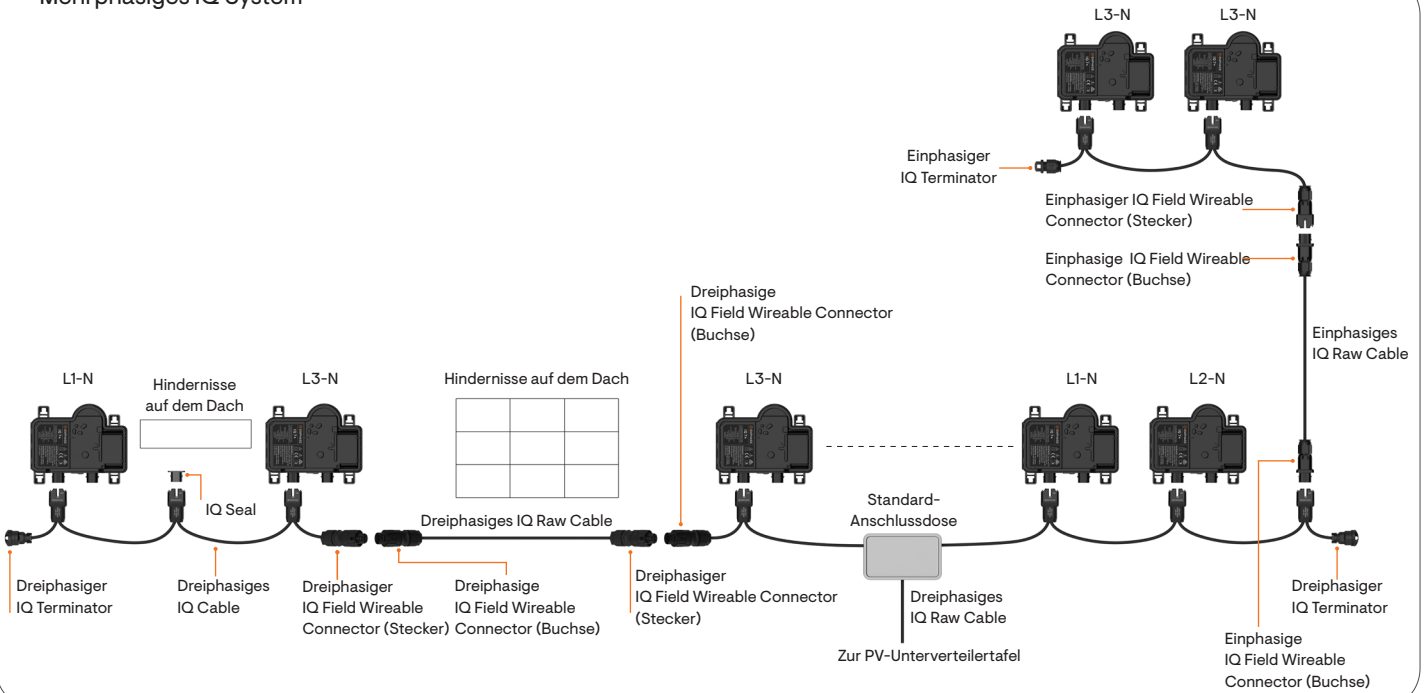 Mehrphasiges IQ System
L3-N
L3-N
Einphasiger
IQ Terminator
Einphasiger IQ Field Wireable
Connector (Stecker)
Einphasige IQ Field Wireable
Connector (Buchse)
Einphasiges
IQ Raw Cable
Dreiphasige
IQ Field Wireable Connector
(Buchse)
L1-N
Hindernisse
auf dem Dach
L3-N
Hindernisse auf dem Dach
L3-N
L1-N
L2-N
IQ Seal
Dreiphasiges IQ Raw Cable
Standard-
Anschlussdose
Dreiphasiger
IQ Terminator
Dreiphasiges
IQ Cable
Dreiphasiger
IQ Field Wireable
Connector (Stecker)
Dreiphasige
IQ Field Wireable
Connector (Buchse)
Dreiphasiger
IQ Field Wireable Connector
(Stecker)
Dreiphasiges
IQ Raw Cable
Zur PV-Unterverteilertafel
Dreiphasiger
IQ Terminator
Einphasige
IQ Field Wireable
Connector (Buchse)